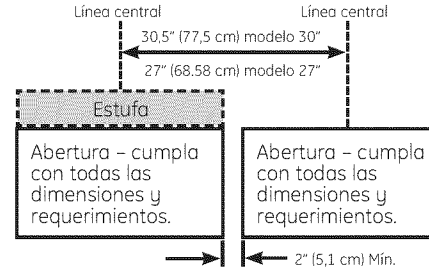 Línea central
Línea central
30,5" (77,5 cm) modelo 30"
27" (68.58 cm) modelo 27"
Estufa
Abertura – cumpla
con todas las
dimensiones y
requerimientos.
Abertura – cumpla
con todas las
dimensiones y
requerimientos.
2" (5,1 cm) Mín.